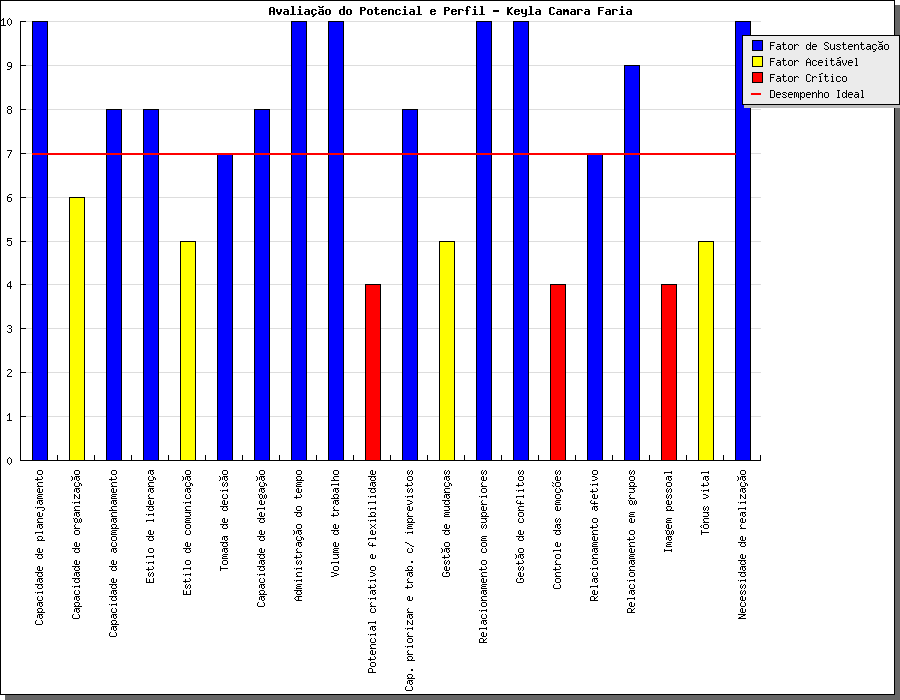 Avaliação do Potencial e Perfil - Keyla Camara Faria
10
9
8
7
6
5
4
3
2
1
0
Fator de Sustentação
Fator Aceitável
Fator Crítico
Desempenho Ideal
Capacidade de planejamento
Capacidade de organização
Capacidade de acompanhamento
Estilo de liderança
Estilo de comunicação
Tomada de decisão
Capacidade de delegação
Administração do tempo
Volume de trabalho
Potencial criativo e flexibilidade
Cap. priorizar e trab. c/ imprevistos
Gestão de mudanças
Relacionamento com superiores
Gestão de conflitos
Controle das emoções
Relacionamento afetivo
Relacionamento em grupos
Imagem pessoal
Tônus vital
Necessidade de realização